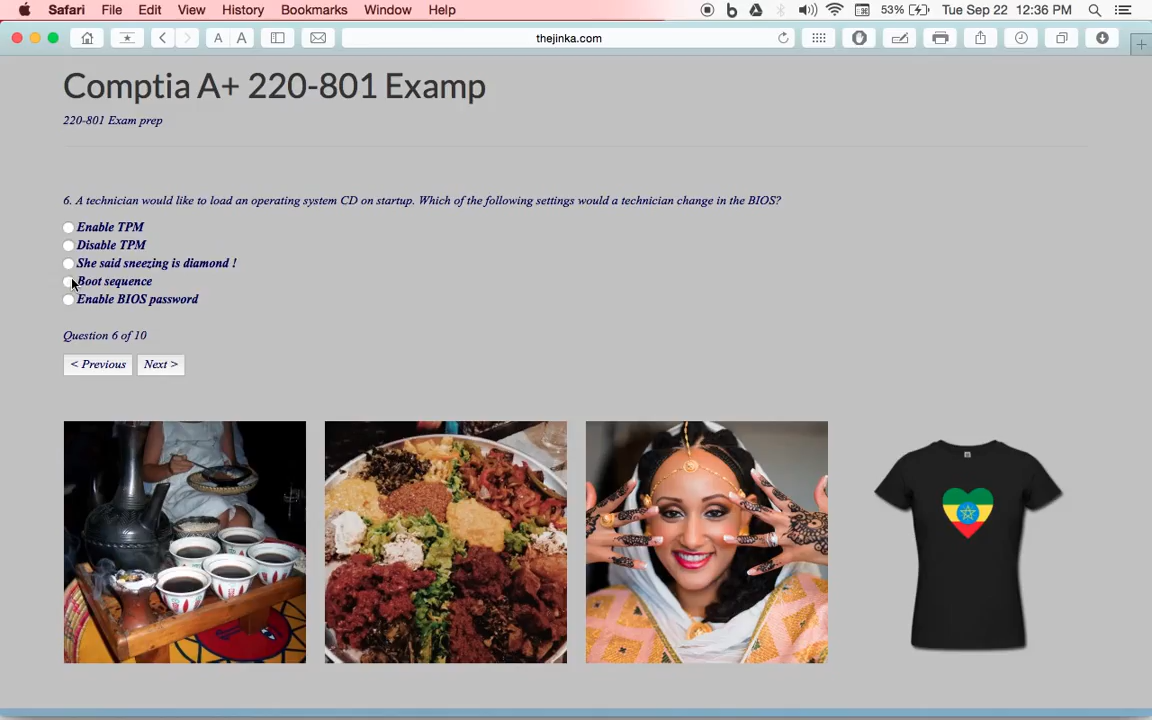 Safari File Edit View History Bookmarks Window Help 53% Tue Sep 22 12:36 PM
A A thejinka.com
Comptia A+ 220-801 Examp
220-801 Exam prep
6. A technician would like to load an operating system CD on startup. Which of the following settings would a technician change in the BIOS?
Enable TPM
Disable TPM
She said sneezing is diamond !
Boot sequence
Enable BIOS password
Question 6 of 10
< Previous Next >